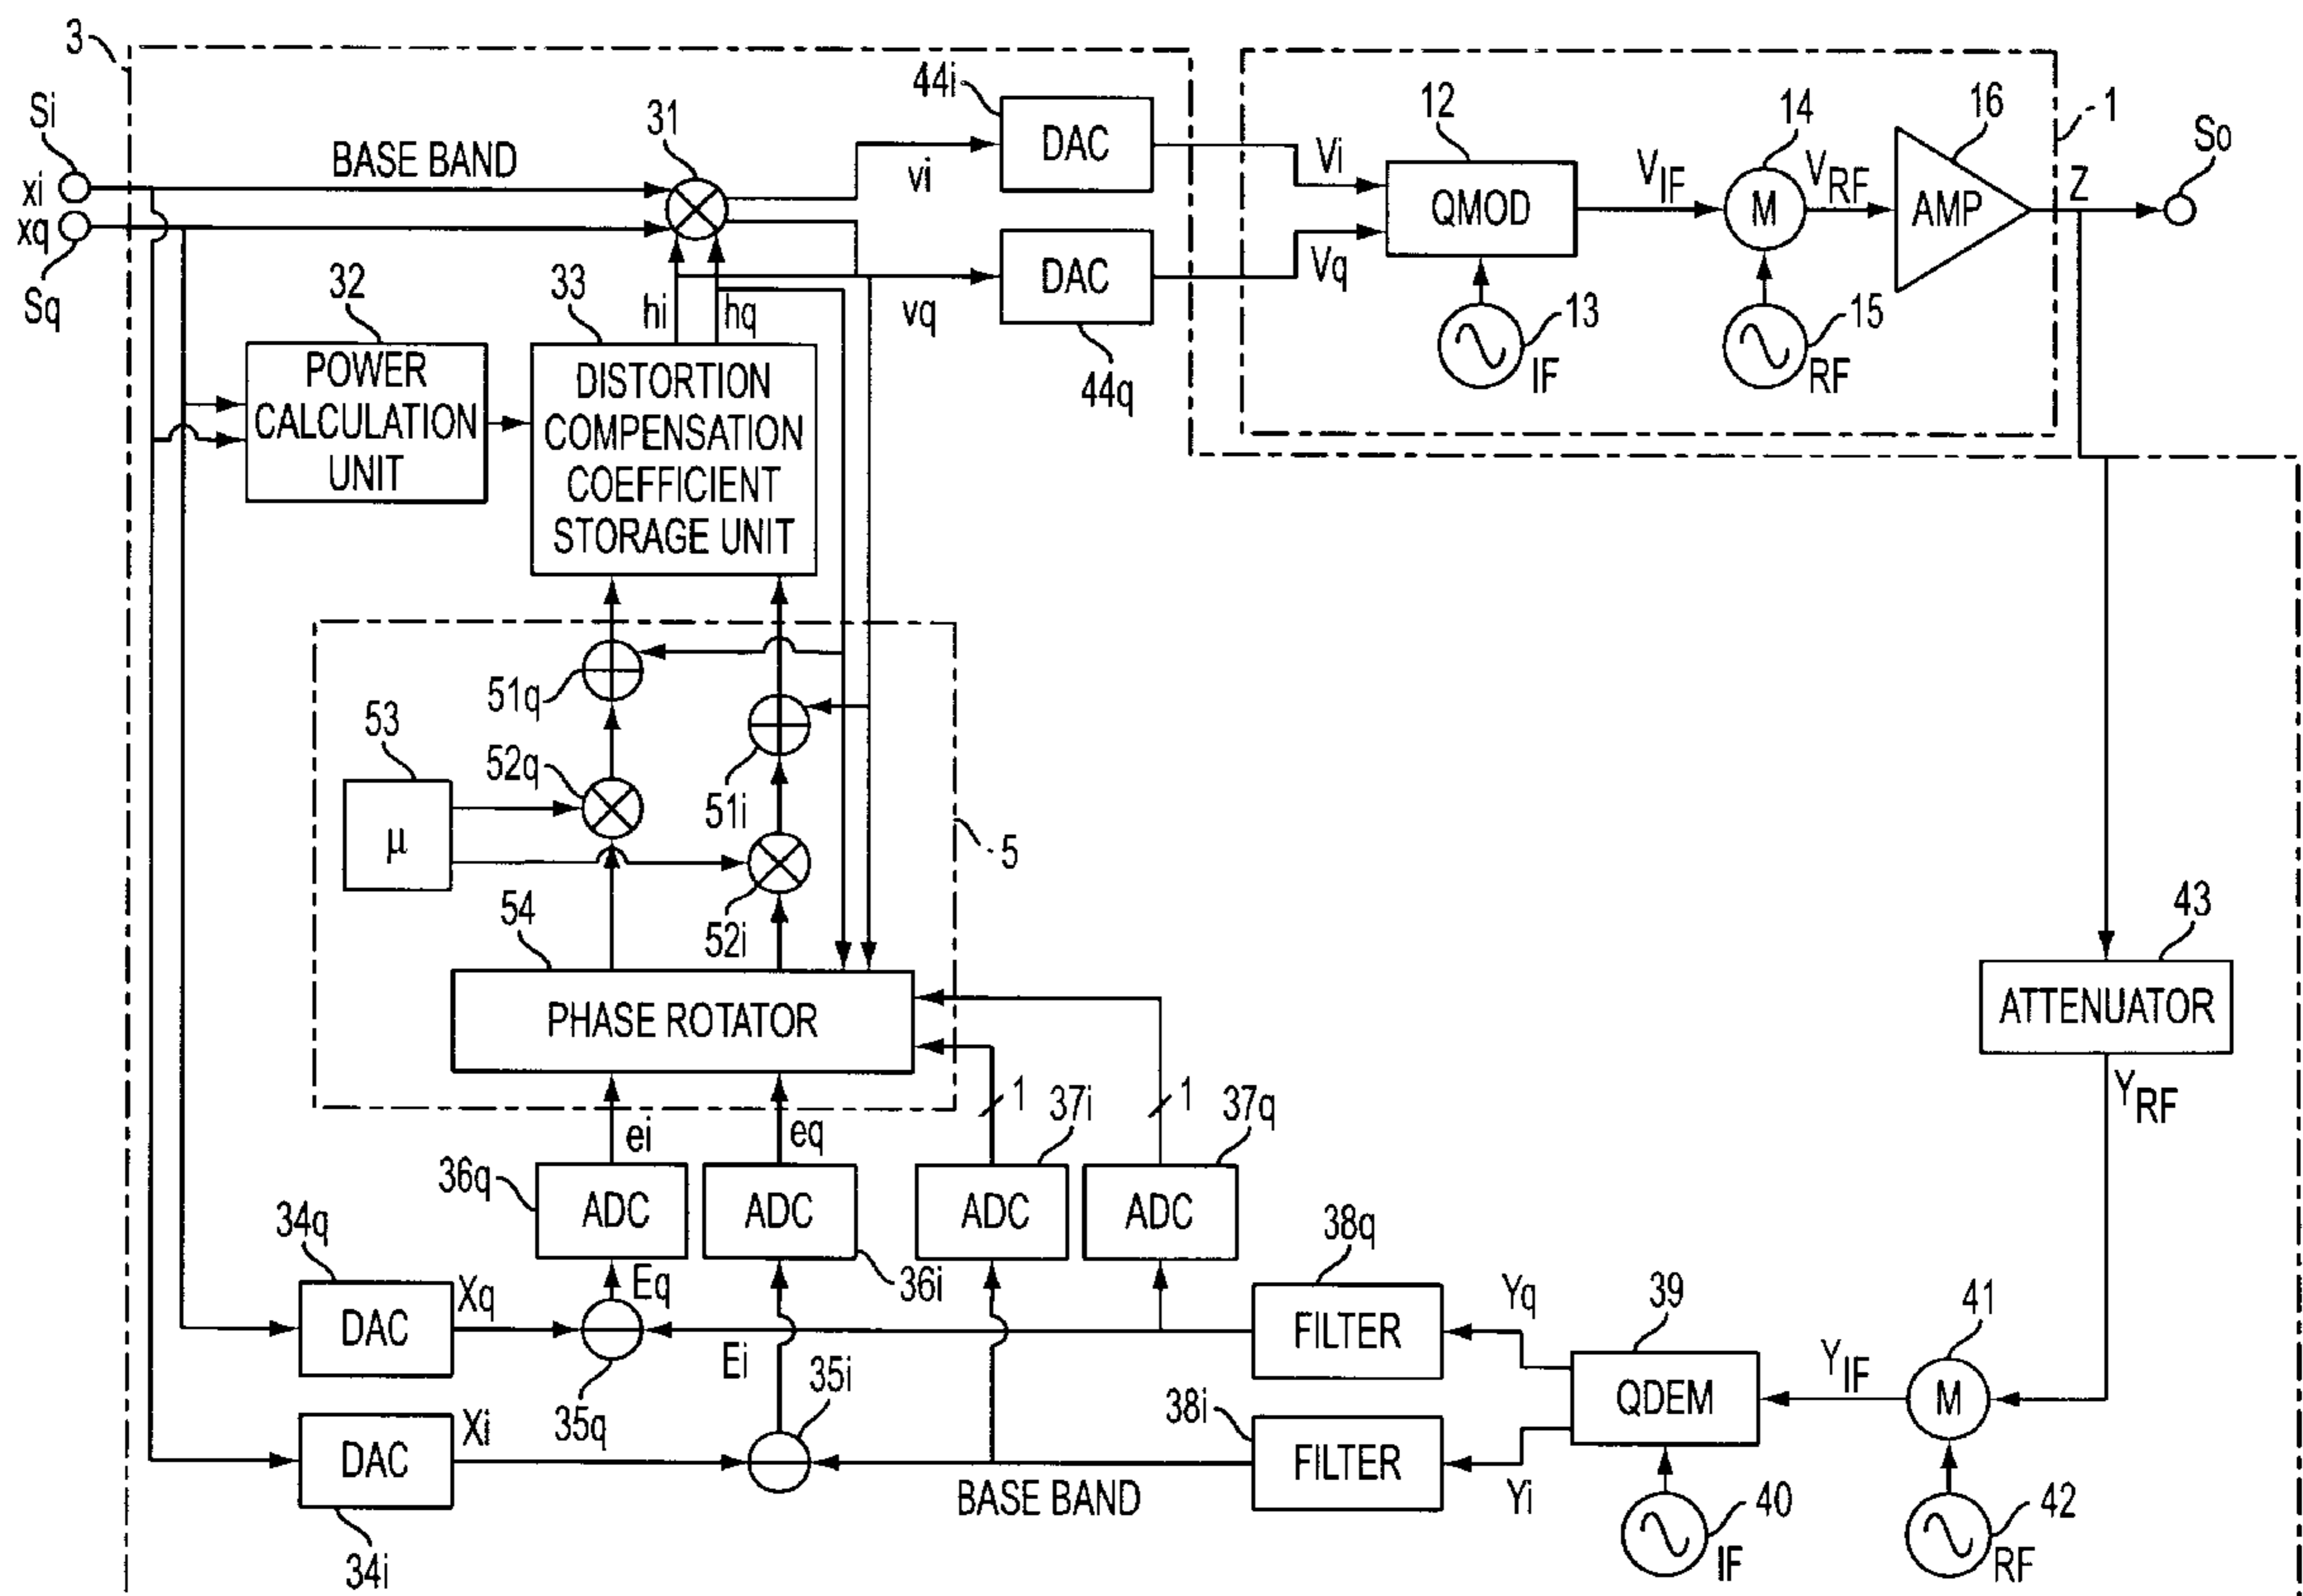 3
Si
xi
xq
Sq
BASE BAND
31
44i
DAC
vi
Vi
12
QMOD
V IF
14
M
V RF
16
AMP
1
Z
So
DAC
vq
Vq
44q
13
IF
15
RF
32
POWER
CALCULATION
UNIT
33
hi
hq
DISTORTION
COMPENSATION
COEFFICIENT
STORAGE UNIT
51q
53
μ
52q
51i
52i
5
54
PHASE ROTATOR
43
ATTENUATOR
Y RF
ei
eq
1
1
36q
ADC
ADC
36i
37i
ADC
37q
ADC
34q
DAC
Xq
Eq
35q
Ei
35i
38q
FILTER
Yq
39
QDEM
Y IF
41
M
34i
DAC
Xi
BASE BAND
38i
FILTER
Yi
40
IF
42
RF